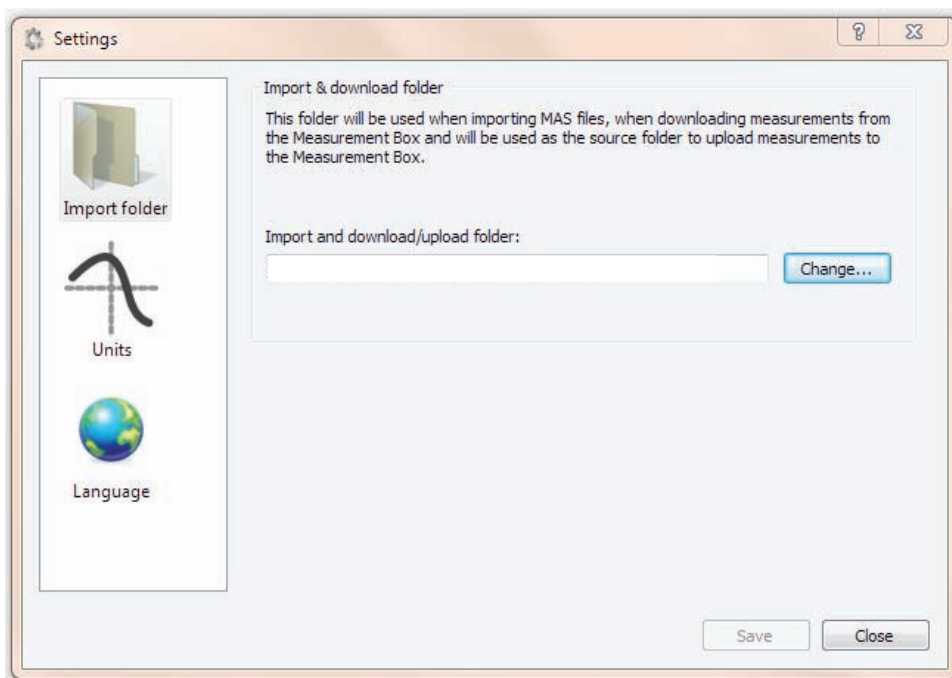 Settings
Import folder
Units
Language
Import & download folder
This folder will be used when importing MAS files, when downloading measurements from
the Measurement Box and will be used as the source folder to upload measurements to
the Measurement Box.
Import and download/upload folder:
Change...
Save
Close